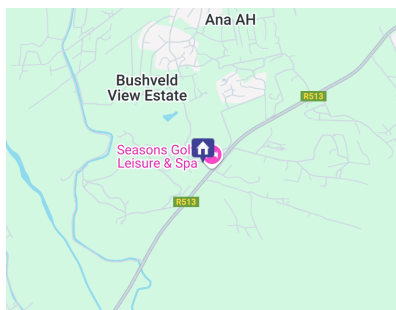 Ana AH
Bushveld
View Estate
R513
Seasons Gol
Leisure & Spa
R513